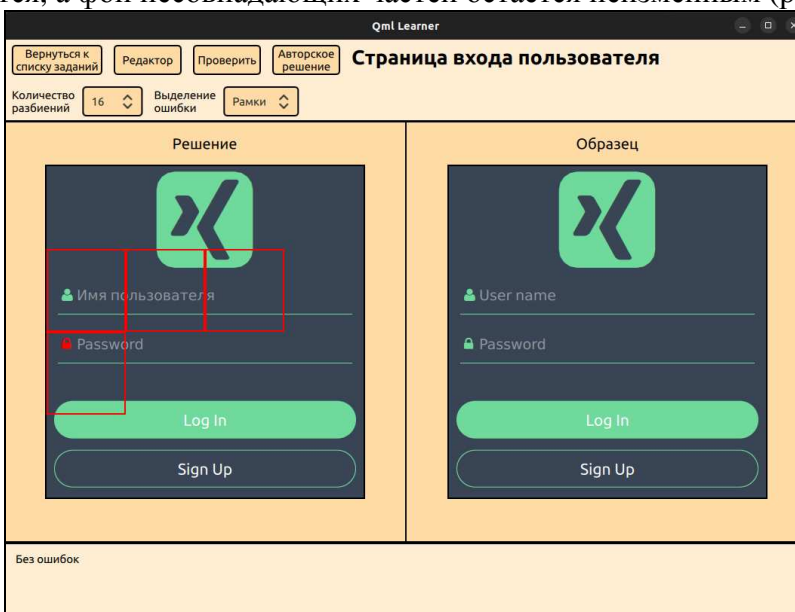 тся, а фон несовпадающих частей остается неизменным (р
Qml Learner
Вернуться к
списку заданий
Редактор
Проверить
Авторское
решение
Страница входа пользователя
Количество
разбиений
16
Выделение
ошибки
Рамки
Решение
Образец
Имя пользователя
User name
Password
Password
Log In
Log In
Sign Up
Sign Up
Без ошибок